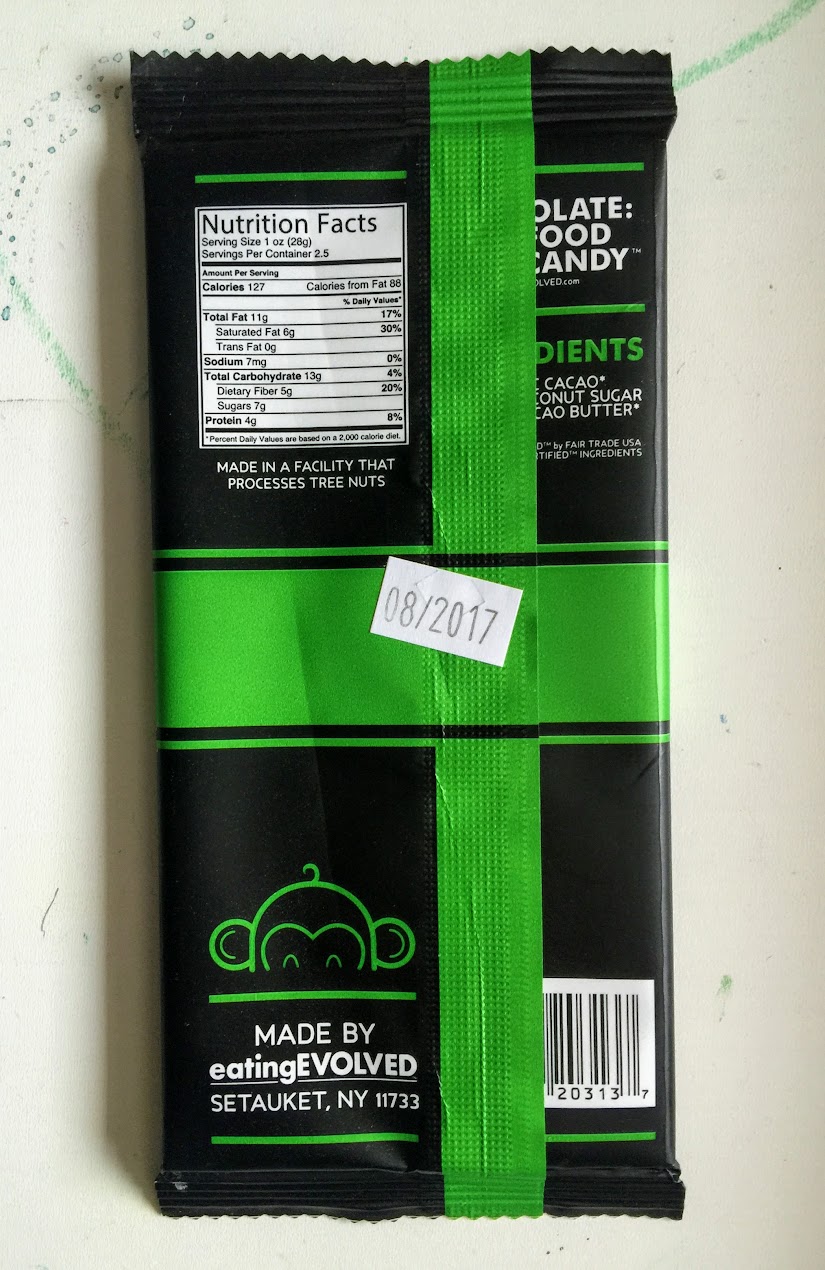 Nutrition Facts
Serving Size 1 oz (28g)
Servings Per Container 2.5
Amount Per Serving
Calories 127 Calories from Fat 88
% Daily Values*
Total Fat 11g 17%
Saturated Fat 6g 30%
Trans Fat 0g
Sodium 7mg 0%
Total Carbohydrate 13g 4%
Dietary Fiber 5g 20%
Sugars 7g
Protein 4g 8%
*Percent Daily Values are based on a 2,000 calorie diet.
MADE IN A FACILITY THAT
PROCESSES TREE NUTS
OLATE:
FOOD
CANDY™
OLVED.com
DIENTS
C CACAO*
CONUT SUGAR
CAO BUTTER*
D™ by FAIR TRADE USA
RTIFIED™ INGREDIENTS
08/2017
MADE BY
eatingEVOLVED
SETAUKET, NY 11733
20313 7